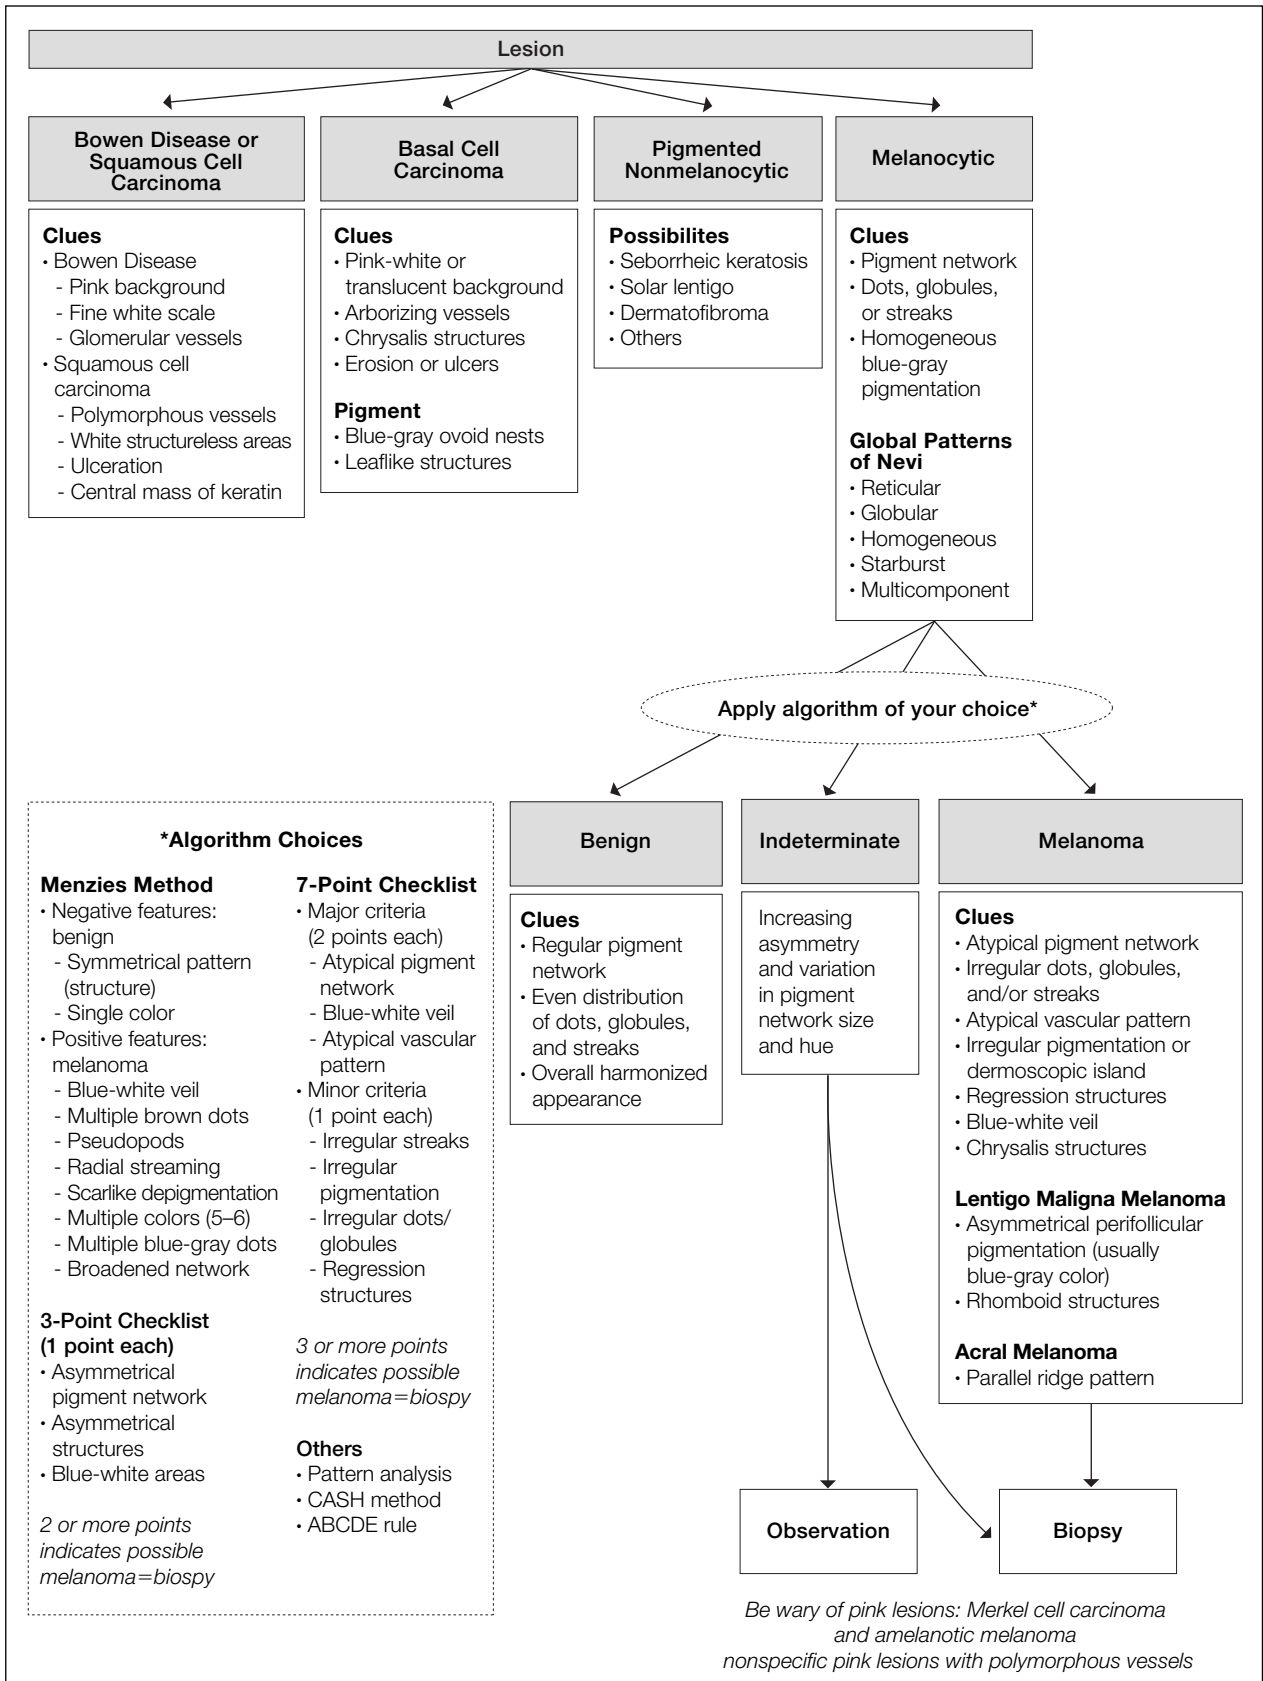 Lesion
Bowen Disease or
Squamous Cell
Carcinoma
Clues
• Bowen Disease
- Pink background
- Fine white scale
- Glomerular vessels
• Squamous cell
carcinoma
- Polymorphous vessels
- White structureless areas
- Ulceration
- Central mass of keratin
Basal Cell
Carcinoma
Clues
• Pink-white or
translucent background
• Arborizing vessels
• Chrysalis structures
• Erosion or ulcers
Pigment
• Blue-gray ovoid nests
• Leaflike structures
Pigmented
Nonmelanocytic
Possibilites
• Seborrheic keratosis
• Solar lentigo
• Dermatofibroma
• Others
Melanocytic
Clues
• Pigment network
• Dots, globules,
or streaks
• Homogeneous
blue-gray
pigmentation
Global Patterns
of Nevi
• Reticular
• Globular
• Homogeneous
• Starburst
• Multicomponent
Apply algorithm of your choice*
*Algorithm Choices
Menzies Method
• Negative features:
benign
- Symmetrical pattern
(structure)
- Single color
• Positive features:
melanoma
- Blue-white veil
- Multiple brown dots
- Pseudopods
- Radial streaming
- Scarlike depigmentation
- Multiple colors (5–6)
- Multiple blue-gray dots
- Broadened network
3-Point Checklist
(1 point each)
• Asymmetrical
pigment network
• Asymmetrical
structures
• Blue-white areas
2 or more points
indicates possible
melanoma=biospy
7-Point Checklist
• Major criteria
(2 points each)
- Atypical pigment
network
- Blue-white veil
- Atypical vascular
pattern
• Minor criteria
(1 point each)
- Irregular streaks
- Irregular
pigmentation
- Irregular dots/
globules
- Regression
structures
3 or more points
indicates possible
melanoma=biospy
Others
• Pattern analysis
• CASH method
• ABCDE rule
Benign
Clues
• Regular pigment
network
• Even distribution
of dots, globules,
and streaks
• Overall harmonized
appearance
Indeterminate
Increasing
asymmetry
and variation
in pigment
network size
and hue
Melanoma
Clues
• Atypical pigment network
• Irregular dots, globules,
and/or streaks
• Atypical vascular pattern
• Irregular pigmentation or
dermoscopic island
• Regression structures
• Blue-white veil
• Chrysalis structures
Lentigo Maligna Melanoma
• Asymmetrical perifollicular
pigmentation (usually
blue-gray color)
• Rhomboid structures
Acral Melanoma
• Parallel ridge pattern
Observation
Biopsy
Be wary of pink lesions: Merkel cell carcinoma
and amelanotic melanoma
nonspecific pink lesions with polymorphous vessels